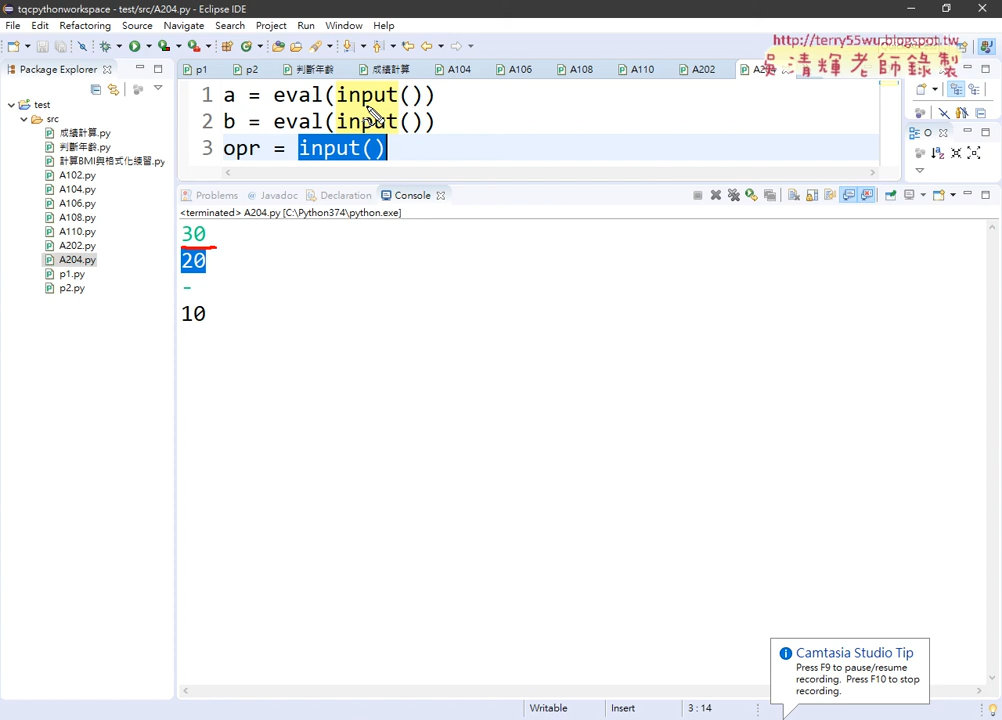 tqcpythonworkspace - test/src/A204.py - Eclipse IDE
File Edit Source Refactoring Navigate Search Project Run Window Help
http://terry55wu.blogspot.tw
吳清輝老師錄製
Package Explorer
p1 p2 判斷年齡 成績計算 A104 A106 A108 A110 A202
test
src
成績計算.py
判斷年齡.py
計算BMI與格式化練習.py
A102.py
A104.py
A106.py
A108.py
A110.py
A202.py
A204.py
p1.py
p2.py
1 a = eval(input())
2 b = eval(input())
3 opr = input()
Problems Javadoc Declaration Console
<terminated> A204.py [C:\Python374\python.exe]
30
20
-
10
Camtasia Studio Tip
Press F9 to pause/resume
recording. Press F10 to stop
recording.
Writable Insert 3 : 14